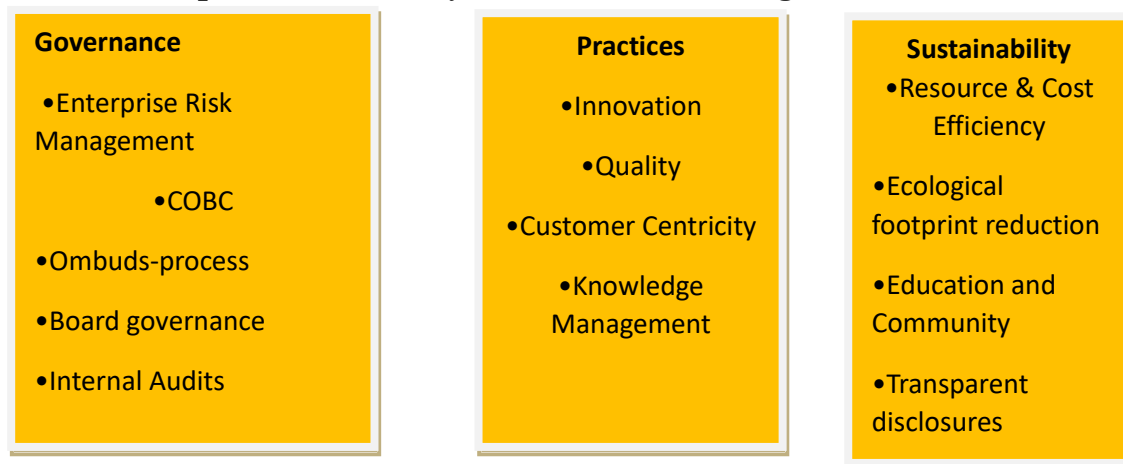 Governance
•Enterprise Risk
Management
•COBC
•Ombuds-process
•Board governance
•Internal Audits
Practices
•Innovation
•Quality
•Customer Centricity
•Knowledge
Management
Sustainability
•Resource & Cost
Efficiency
•Ecological
footprint reduction
•Education and
Community
•Transparent
disclosures